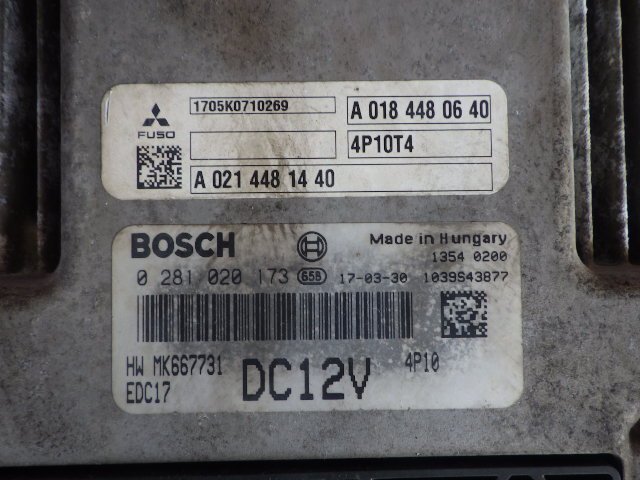 1705K0710269
A 018 448 06 40
FUSO
4P10T4
A 021 448 14 40
BOSCH
Made in Hungary
1354 0200
0 281 020 173 65B 17-03-30 1039S43877
HW MK667731
4P10
EDC17
DC12V